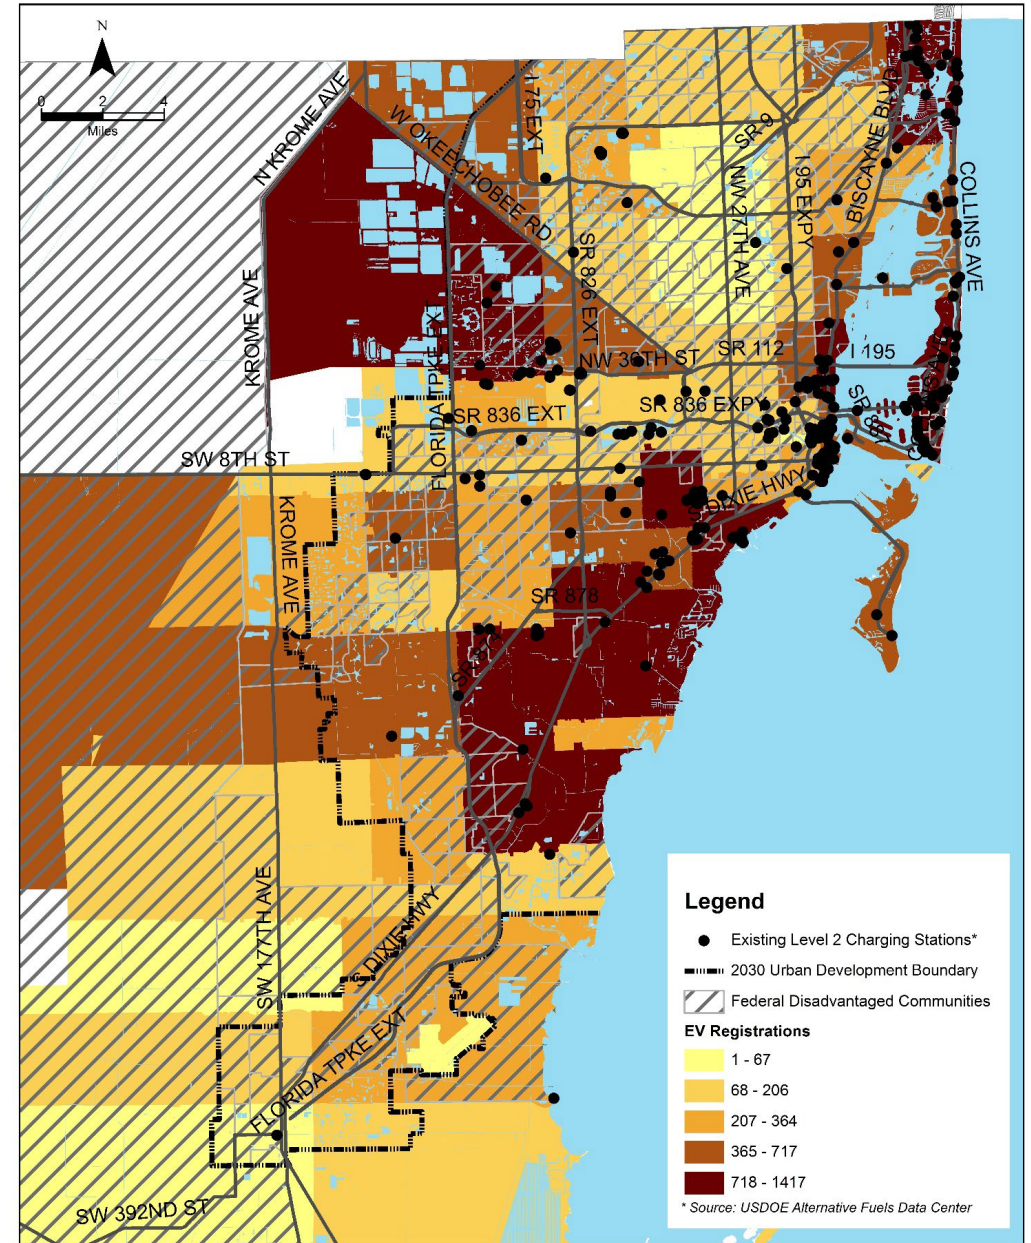 N
0 2 4
Miles
N KROME AVE
W OKEECHOBEE RD
I 75 EXT
SR 9
NW 27TH AVE
I 95 EXPY
BISCAYNE BLVD
COLLINS AVE
KROME AVE
FLORIDA TPKE EXT
SR 826 EXT
NW 36TH ST
SR 112
I 195
SR 836 EXT
SR 836 EXPY
SW 8TH ST
KROME AVE
DIXIE HWY
SR 878
SR 874
SW 177TH AVE
S DIXIE HWY
FLORIDA TPKE EXT
SW 392ND ST
Legend
Existing Level 2 Charging Stations*
2030 Urban Development Boundary
Federal Disadvantaged Communities
EV Registrations
1 - 67
68 - 206
207 - 364
365 - 717
718 - 1417
* Source: USDOE Alternative Fuels Data Center